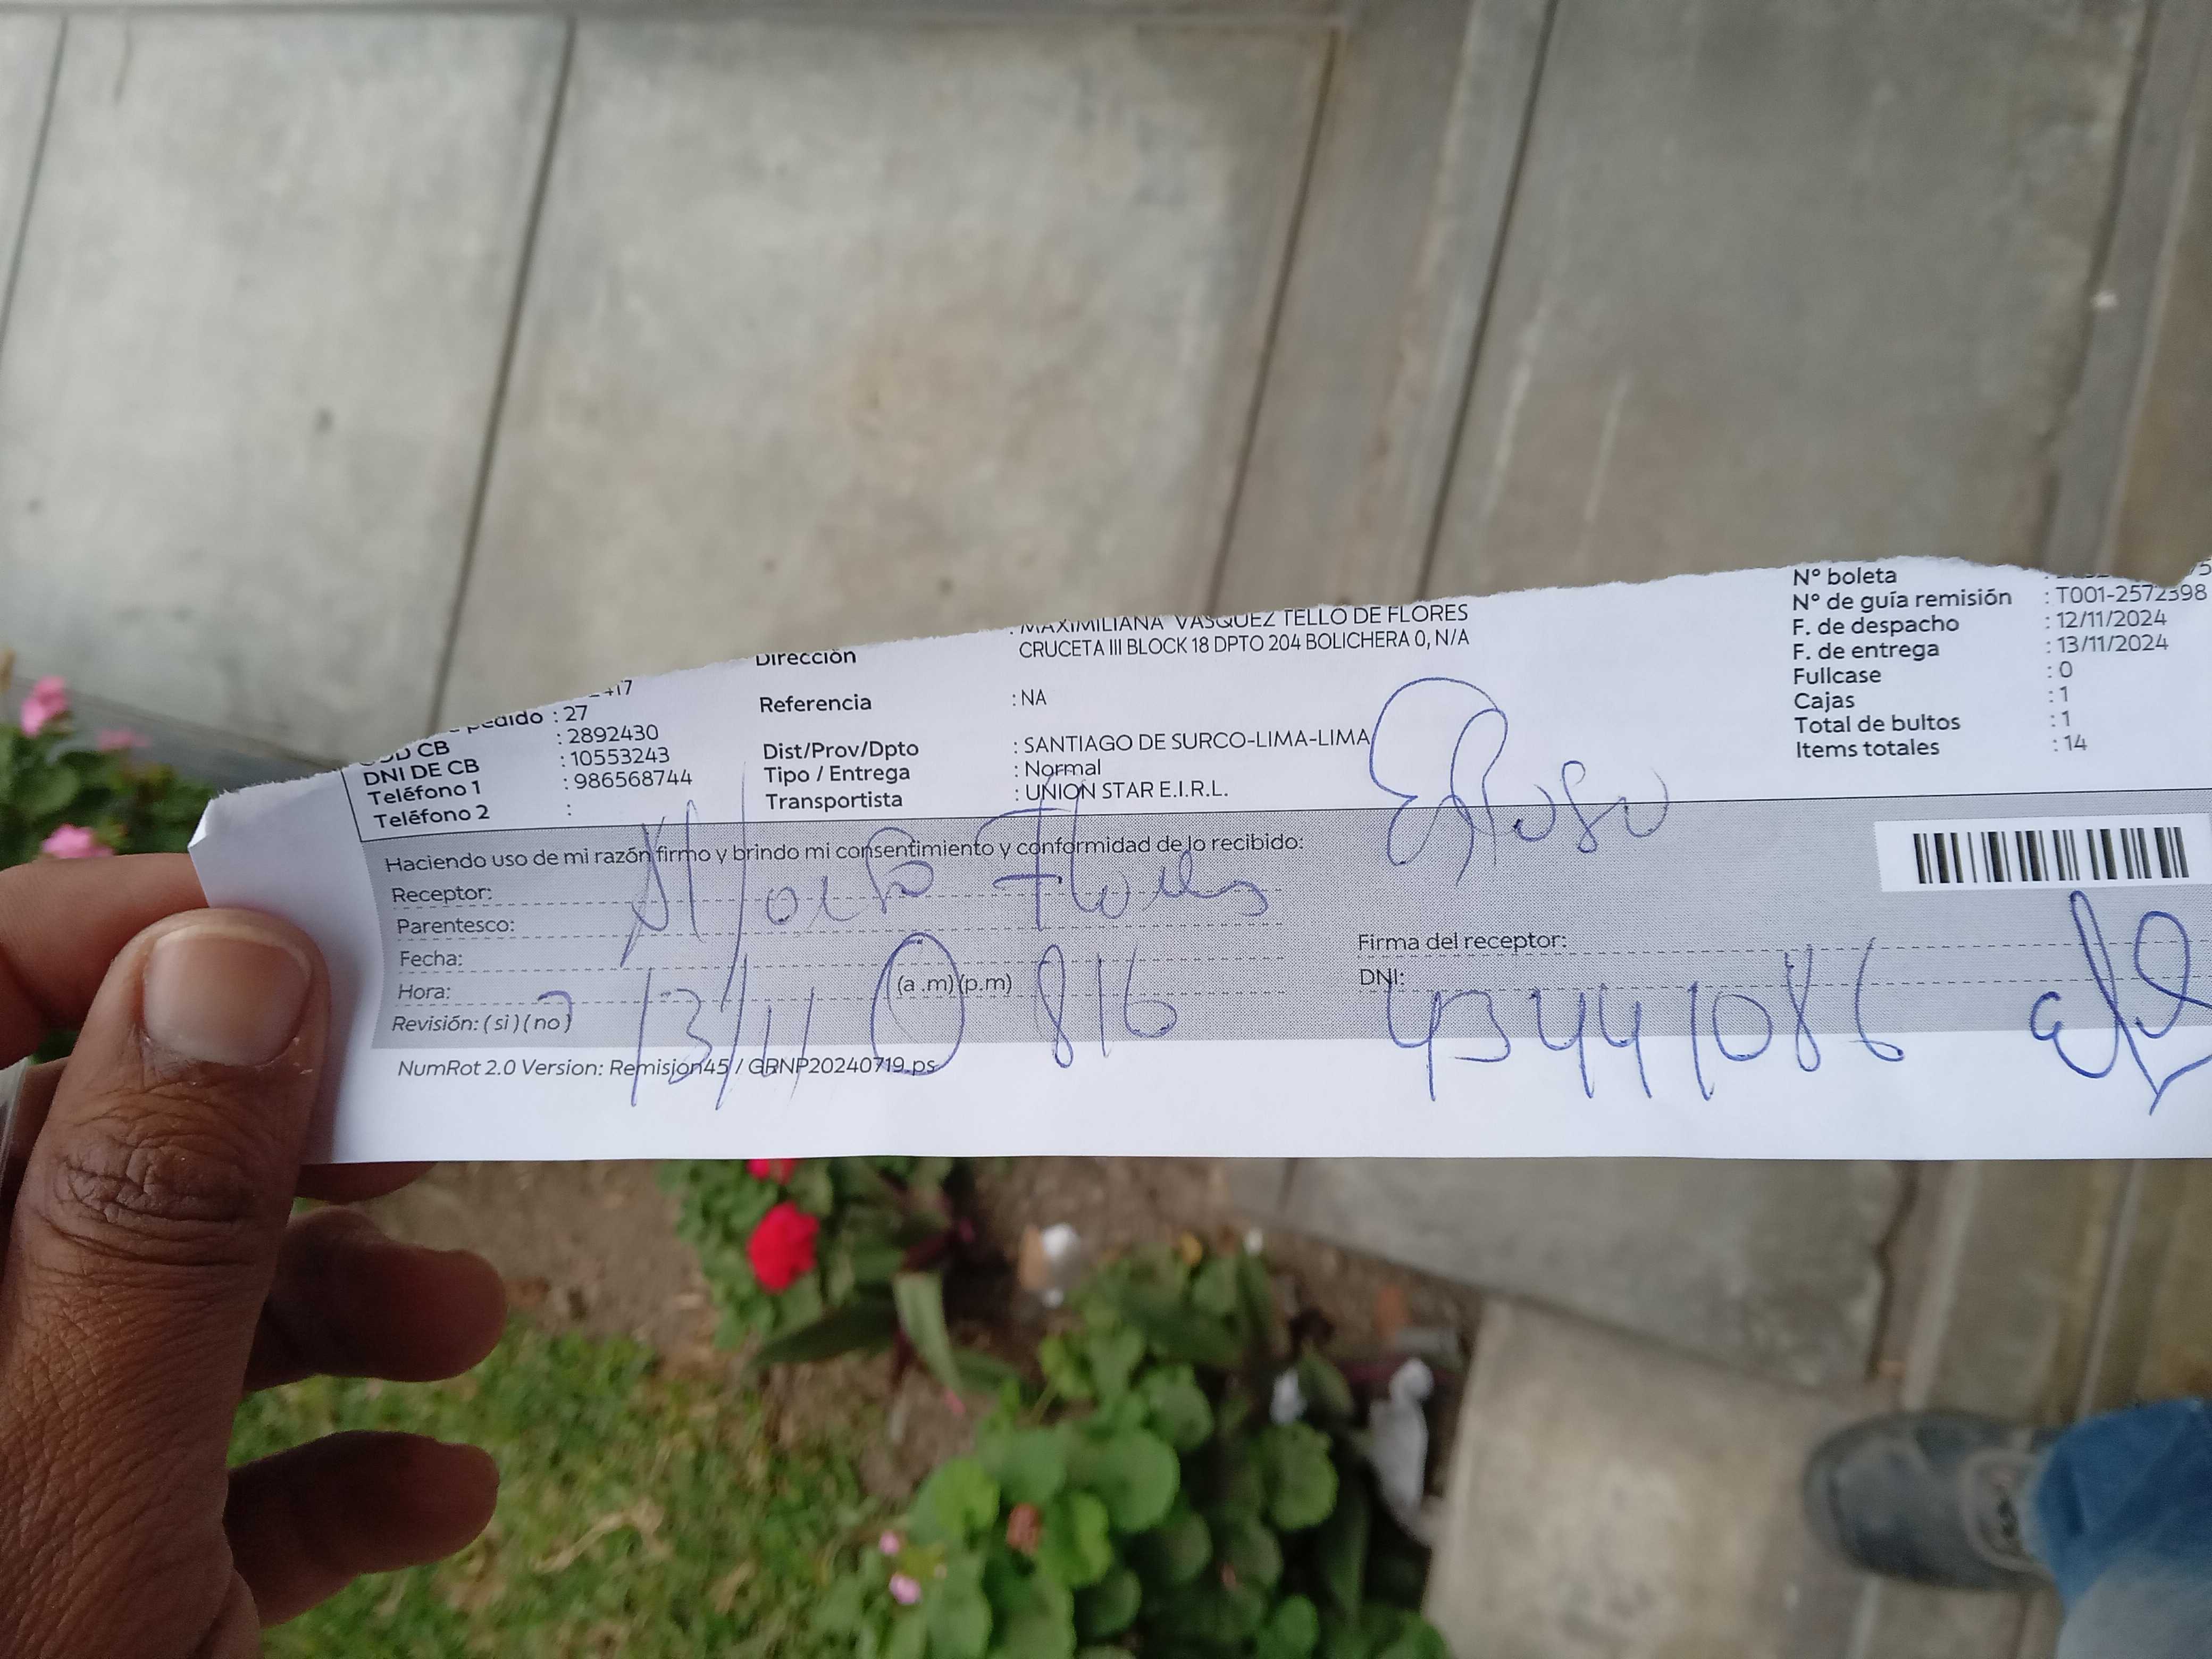 MAXIMILIANA VASQUEZ TELLO DE FLORES
Dirección CRUCETA III BLOCK 18 DPTO 204 BOLICHERA 0, N/A
Referencia : NA
Dist/Prov/Dpto : SANTIAGO DE SURCO-LIMA-LIMA
Tipo / Entrega : Normal
Transportista : UNION STAR E.I.R.L.
pedido : 27
CB : 2892430
DNI DE CB : 10553243
Teléfono 1 : 986568744
Teléfono 2 :
N° boleta
N° de guía remisión : T001-2572398
F. de despacho : 12/11/2024
F. de entrega : 13/11/2024
Fullcase : 0
Cajas : 1
Total de bultos : 1
Items totales : 14
Haciendo uso de mi razón firmo y brindo mi consentimiento y conformidad de lo recibido:
Receptor: Flores
Parentesco:
Fecha: 13/11
Hora: (a .m)(p.m) 816
Revisión: (si) (no)
Firma del receptor:
DNI: 43441086
NumRot 2.0 Version: Remision45 / GRNP20240719.ps